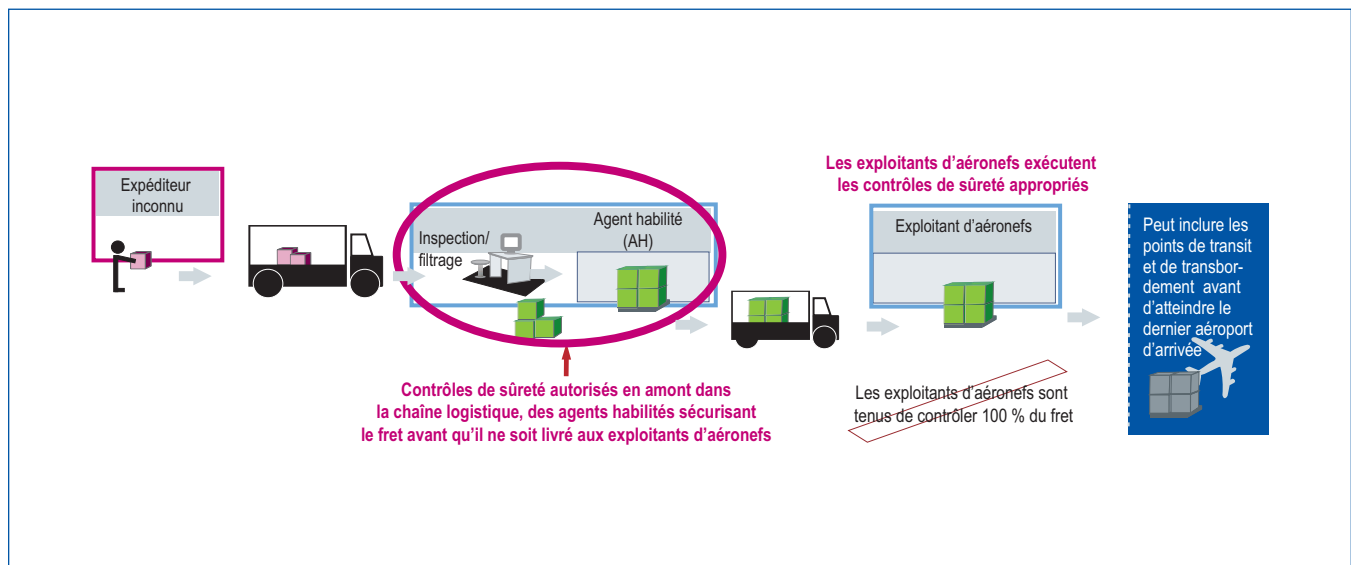 Expéditeur
inconnu
Inspection/
filtrage
Agent habilité
(AH)
Contrôles de sûreté autorisés en amont dans
la chaîne logistique, des agents habilités sécurisant
le fret avant qu’il ne soit livré aux exploitants d’aéronefs
Les exploitants d’aéronefs exécutent
les contrôles de sûreté appropriés
Exploitant d’aéronefs
Les exploitants d’aéronefs sont
tenus de contrôler 100 % du fret
Peut inclure les
points de transit
et de transbor-
dement avant
d’atteindre le
dernier aéroport
d’arrivée